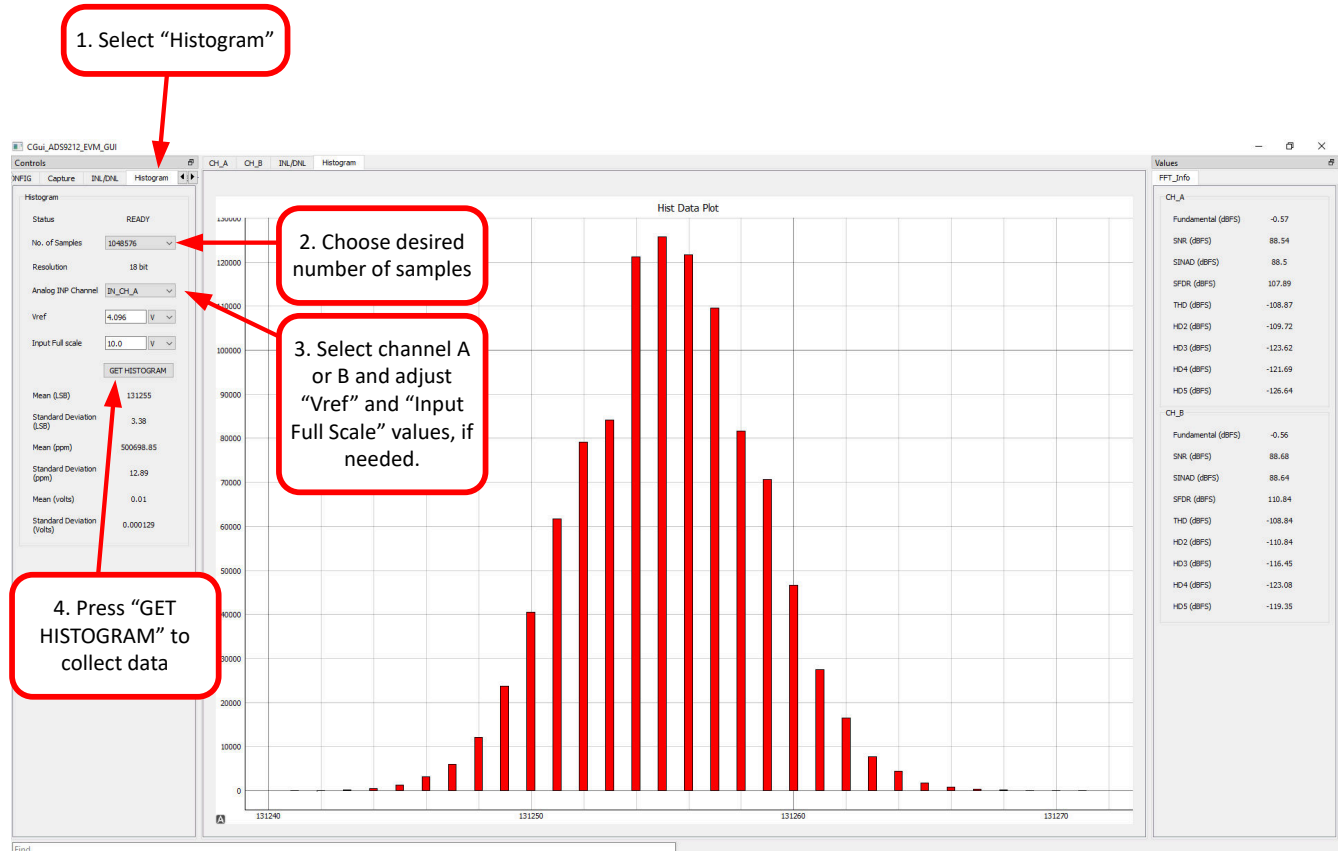 1. Select “Histogram”
CGui_ADS9212_EVM_GUI
Controls
ONFIG Capture INL/DNL Histogram
Histogram
Status READY
No. of Samples 1048576
Resolution 18 bit
Analog INP Channel IN_CH_A
Vref 4.096 V
Input Full scale 10.0 V
GET HISTOGRAM
Mean (LSB) 131255
Standard Deviation
(LSB) 3.38
Mean (ppm) 500698.85
Standard Deviation
(ppm) 12.89
Mean (volts) 0.01
Standard Deviation
(Volts) 0.000129
4. Press “GET
HISTOGRAM” to
collect data
CH_A CH_B INL/DNL Histogram
Hist Data Plot
130000
120000
110000
100000
90000
80000
70000
60000
50000
40000
30000
20000
10000
0
131240 131250 131260 131270
A
2. Choose desired
number of samples
3. Select channel A
or B and adjust
“Vref” and “Input
Full Scale” values, if
needed.
Values
FFT_Info
CH_A
Fundamental (dBFS) -0.57
SNR (dBFS) 88.54
SINAD (dBFS) 88.5
SFDR (dBFS) 107.89
THD (dBFS) -108.87
HD2 (dBFS) -109.72
HD3 (dBFS) -123.62
HD4 (dBFS) -121.69
HD5 (dBFS) -126.64
CH_B
Fundamental (dBFS) -0.56
SNR (dBFS) 88.68
SINAD (dBFS) 88.64
SFDR (dBFS) 110.84
THD (dBFS) -108.84
HD2 (dBFS) -110.84
HD3 (dBFS) -116.45
HD4 (dBFS) -123.08
HD5 (dBFS) -119.35
Find